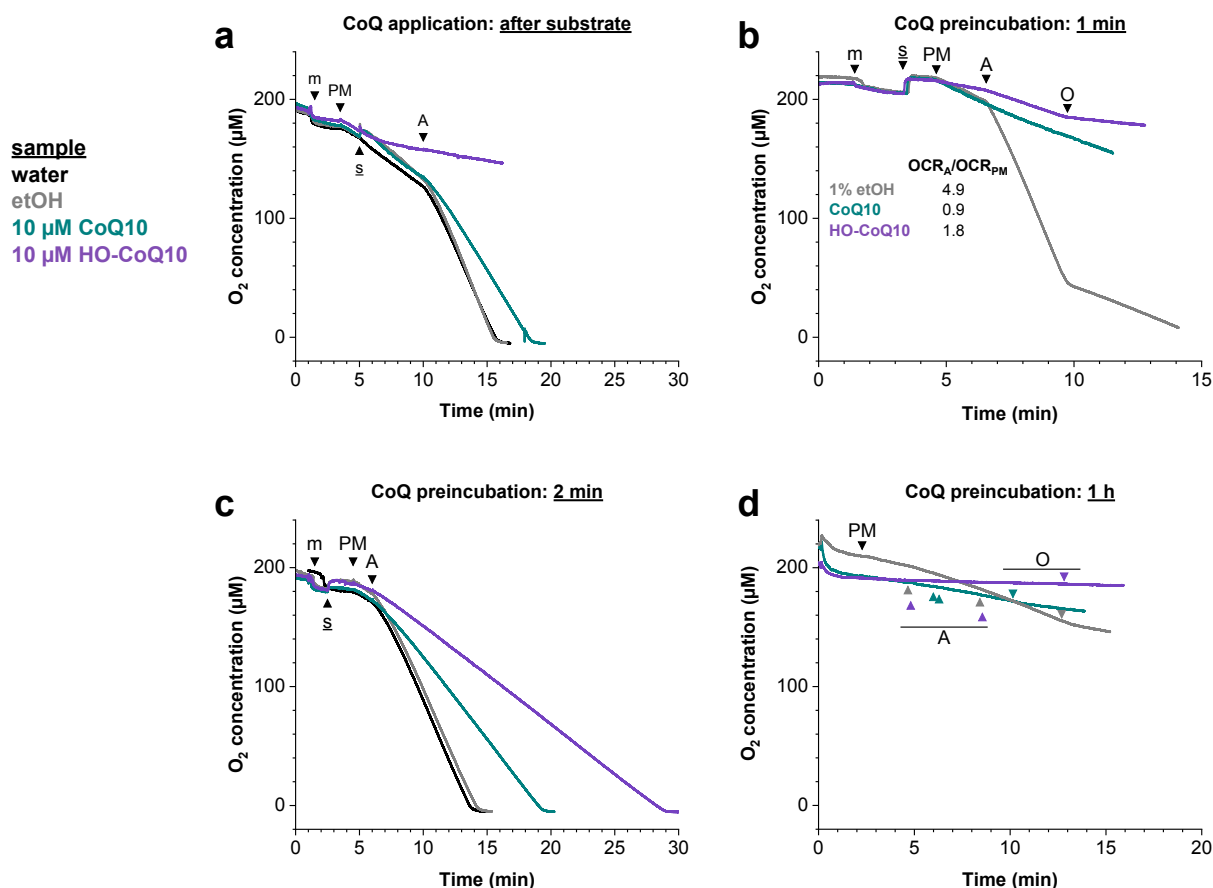 sample
water
etOH
10 µM CoQ10
10 µM HO-CoQ10
a
CoQ application: after substrate
m
PM
A
s
200
100
0
O2 concentration (µM)
0 5 10 15 20 25 30
Time (min)
b
CoQ preincubation: 1 min
m
s
PM
A
O
OCRA/OCRPM
1% etOH 4.9
CoQ10 0.9
HO-CoQ10 1.8
200
100
0
O2 concentration (µM)
0 5 10 15
Time (min)
c
CoQ preincubation: 2 min
m
PM
A
s
200
100
0
O2 concentration (µM)
0 5 10 15 20 25 30
Time (min)
d
CoQ preincubation: 1 h
PM
O
A
200
100
0
O2 concentration (µM)
0 5 10 15 20
Time (min)